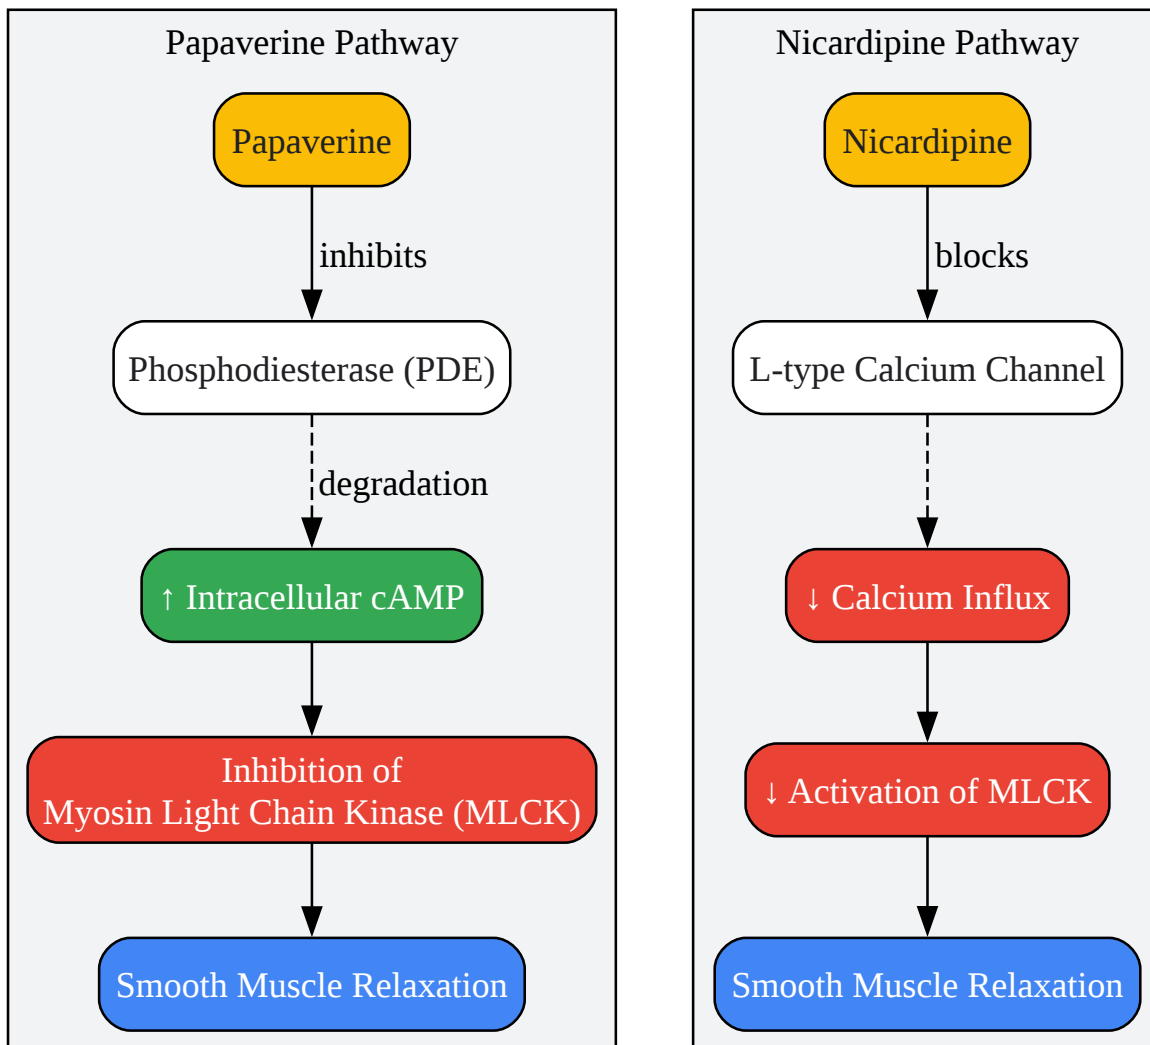 Papaverine Pathway
Papaverine
inhibits
Phosphodiesterase (PDE)
degradation
↑ Intracellular cAMP
Inhibition of
Myosin Light Chain Kinase (MLCK)
Smooth Muscle Relaxation
Nicardipine Pathway
Nicardipine
blocks
L-type Calcium Channel
↓ Calcium Influx
↓ Activation of MLCK
Smooth Muscle Relaxation